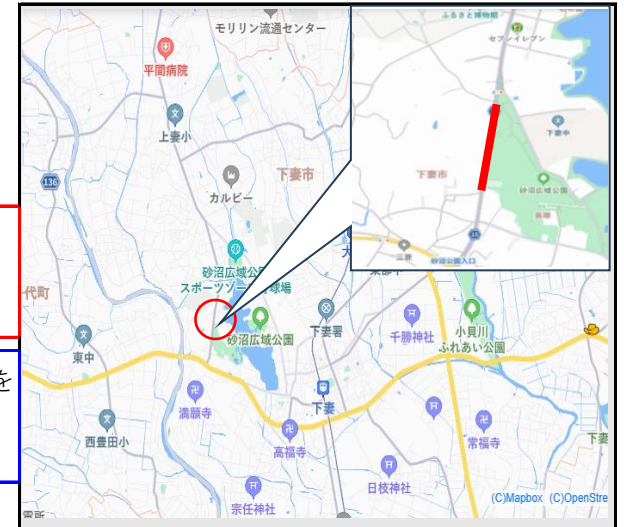 モリリン流通センター
平間病院
上妻小
136
下妻市
カルビー
砂沼広域公
スポーツゾー
球場
代町
東中
砂沼広域公園
下妻署
千勝神社
小貝川
ふれあい公園
満願寺
下妻
西豊田小
高福寺
常福寺
下妻
日枝神社
宗任神社
(C)Mapbox (C)OpenStre
を
ふるさと博物館
セブンイレブン
下妻中
下妻市
砂沼広域公園
長塚
三蔵
砂沼公園入口